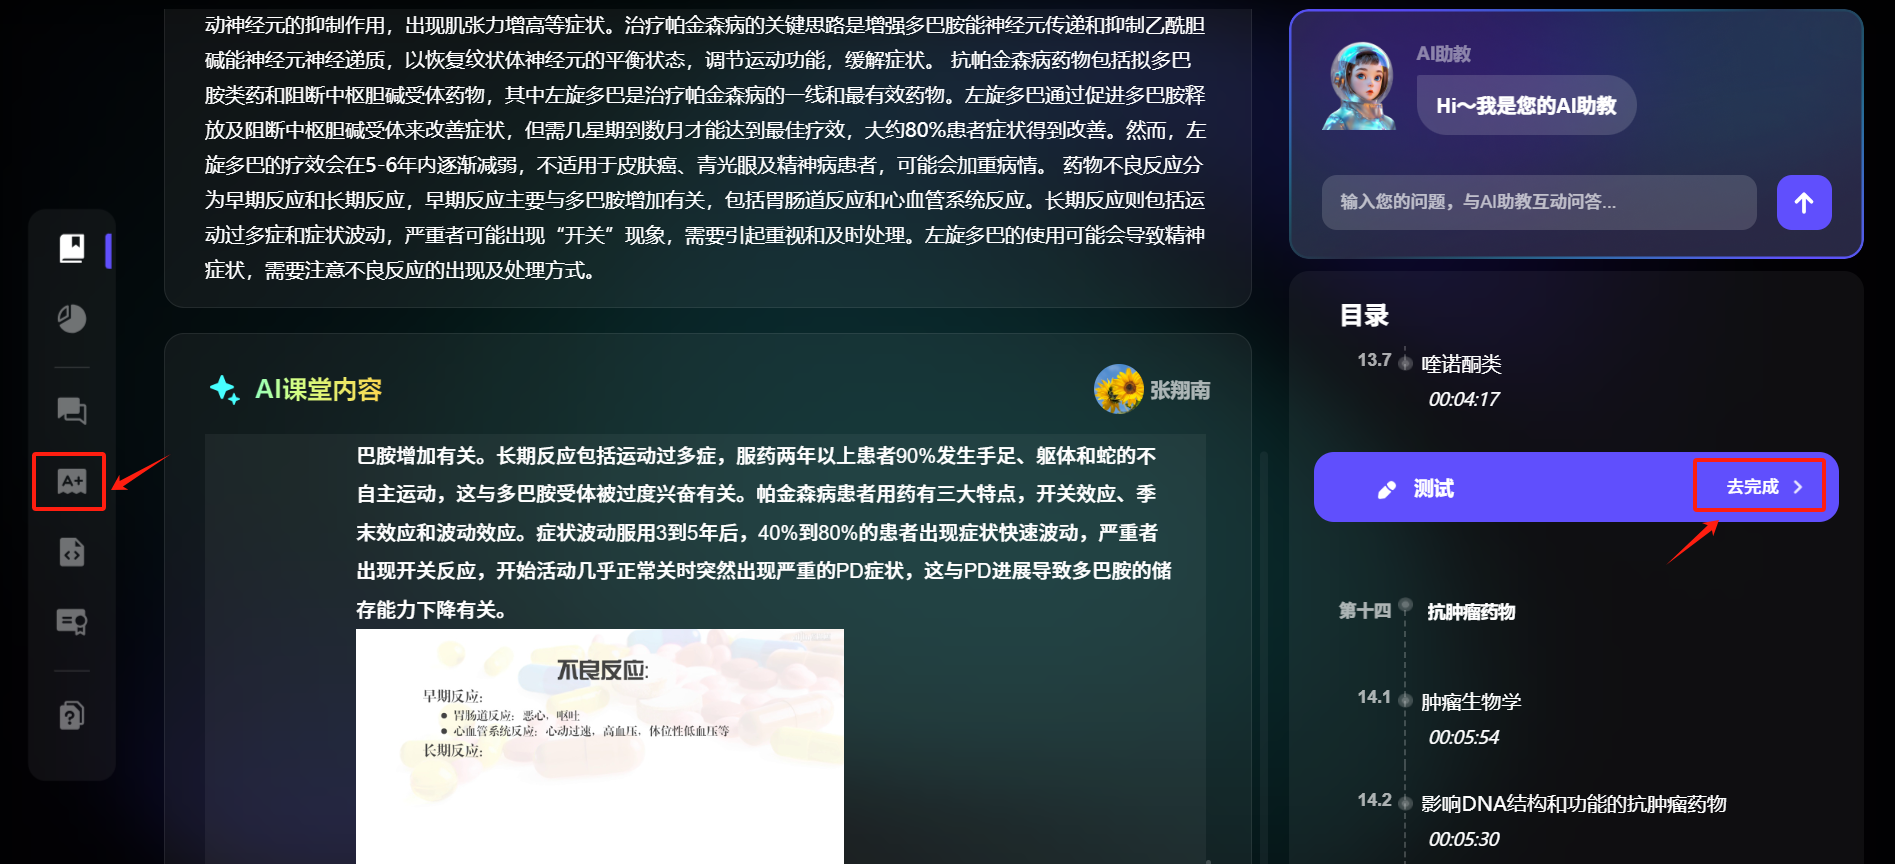 动神经元的抑制作用，出现肌张力增高等症状。治疗帕金森病的关键思路是增强多巴胺能神经元传递和抑制乙酰胆
碱能神经元神经递质，以恢复纹状体神经元的平衡状态，调节运动功能，缓解症状。 抗帕金森病药物包括拟多巴
胺类药和阻断中枢胆碱受体药物，其中左旋多巴是治疗帕金森病的一线和最有效药物。左旋多巴通过促进多巴胺释
放及阻断中枢胆碱受体来改善症状，但需几星期到数月才能达到最佳疗效，大约80%患者症状得到改善。然而，左
旋多巴的疗效会在5-6年内逐渐减弱，不适用于皮肤癌、青光眼及精神病患者，可能会加重病情。 药物不良反应分
为早期反应和长期反应，早期反应主要与多巴胺增加有关，包括胃肠道反应和心血管系统反应。长期反应则包括运
动过多症和症状波动，严重者可能出现“开关”现象，需要引起重视和及时处理。左旋多巴的使用可能会导致精神
症状，需要注意不良反应的出现及处理方式。
A+
AI课堂内容
张翔南
巴胺增加有关。长期反应包括运动过多症，服药两年以上患者90%发生手足、躯体和蛇的不
自主运动，这与多巴胺受体被过度兴奋有关。帕金森病患者用药有三大特点，开关效应、季
末效应和波动效应。症状波动服用3到5年后，40%到80%的患者出现症状快速波动，严重者
出现开关反应，开始活动几乎正常关时突然出现严重的PD症状，这与PD进展导致多巴胺的储
存能力下降有关。
不良反应:
早期反应:
● 胃肠道反应: 恶心, 呕吐
● 心血管系统反应: 心动过速, 高血压, 体位性低血压等
长期反应:
AI助教
Hi～我是您的AI助教
输入您的问题，与AI助教互动问答...
目录
13.7 喹诺酮类
00:04:17
测试 去完成
第十四 抗肿瘤药物
14.1 肿瘤生物学
00:05:54
14.2 影响DNA结构和功能的抗肿瘤药物
00:05:30